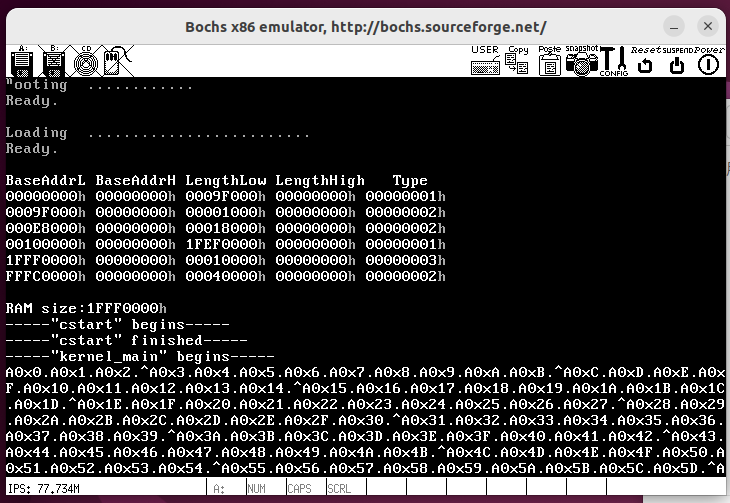 Bochs x86 emulator, http://bochs.sourceforge.net/
A: B: CD USER Copy Paste snapshot CONFIG Reset SUSPEND Power
Ready.
Loading .........................
Ready.
BaseAddrL BaseAddrH LengthLow LengthHigh Type
00000000h 00000000h 0009F000h 00000000h 00000001h
0009F000h 00000000h 00001000h 00000000h 00000002h
000E8000h 00000000h 00018000h 00000000h 00000002h
00100000h 00000000h 1FEF0000h 00000000h 00000001h
1FFF0000h 00000000h 00010000h 00000000h 00000003h
FFFC0000h 00000000h 00040000h 00000000h 00000002h
RAM size:1FFF0000h
-----"cstart" begins-----
-----"cstart" finished-----
-----"kernel_main" begins-----
A0x0.A0x1.A0x2.^A0x3.A0x4.A0x5.A0x6.A0x7.A0x8.A0x9.A0xA.A0xB.^A0xC.A0xD.A0xE.A0x
F.A0x10.A0x11.A0x12.A0x13.A0x14.^A0x15.A0x16.A0x17.A0x18.A0x19.A0x1A.A0x1B.A0x1C
.A0x1D.^A0x1E.A0x1F.A0x20.A0x21.A0x22.A0x23.A0x24.A0x25.A0x26.A0x27.^A0x28.A0x29
.A0x2A.A0x2B.A0x2C.A0x2D.A0x2E.A0x2F.A0x30.^A0x31.A0x32.A0x33.A0x34.A0x35.A0x36.
A0x37.A0x38.A0x39.^A0x3A.A0x3B.A0x3C.A0x3D.A0x3E.A0x3F.A0x40.A0x41.A0x42.^A0x43.
A0x44.A0x45.A0x46.A0x47.A0x48.A0x49.A0x4A.A0x4B.^A0x4C.A0x4D.A0x4E.A0x4F.A0x50.A
0x51.A0x52.A0x53.A0x54.^A0x55.A0x56.A0x57.A0x58.A0x59.A0x5A.A0x5B.A0x5C.A0x5D.^A
IPS: 77.734M A: NUM CAPS SCRL